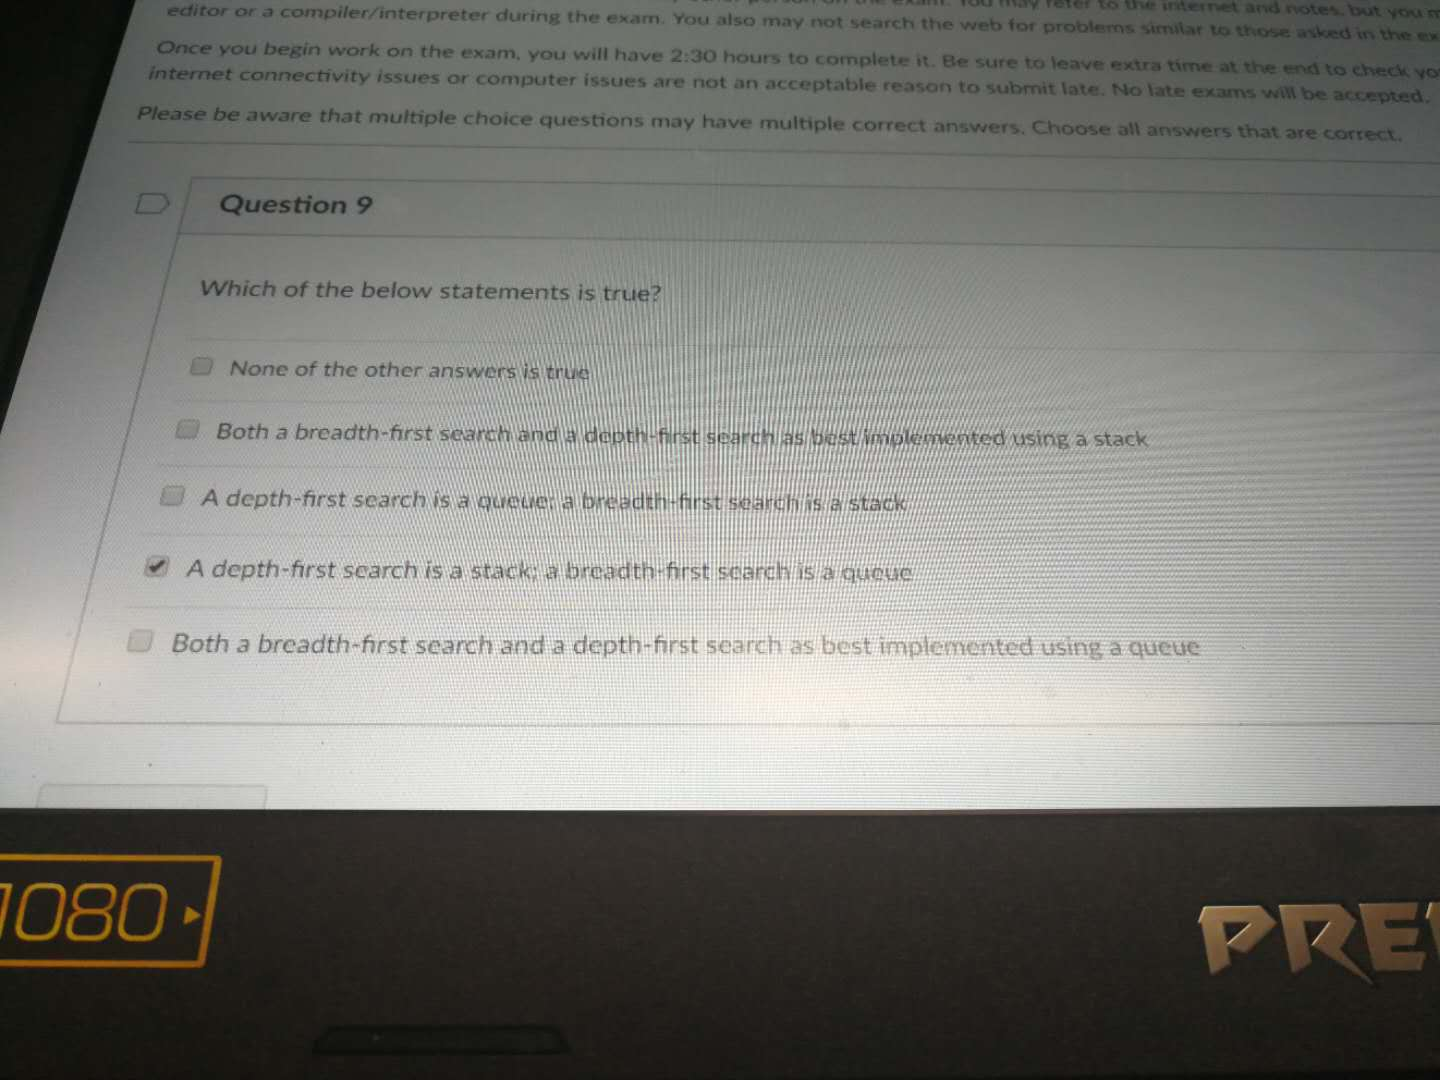 refer to the internet and notes, but you
editor or a compiler/interpreter during the exam. You also may not search the web for problems similar to those asked in the
Once you begin work on the exam, you will have 2:30 hours to complete it. Be sure to leave extra time at the end to check
internet connectivity issues or computer issues are not an acceptable reason to submit late. No late exams will be accepted.
Please be aware that multiple choice questions may have multiple correct answers. Choose all answers that are correct.
Question 9
Which of the below statements is true?
None of the other answers is true
Both a breadth-first search and a depth-first search as best implemented using a stack
A depth-first search is a queue; a breadth-first search is a stack
A depth-first search is a stack; a breadth-first search is a queue
Both a breadth-first search and a depth-first search as best implemented using a queue
1080
PRE